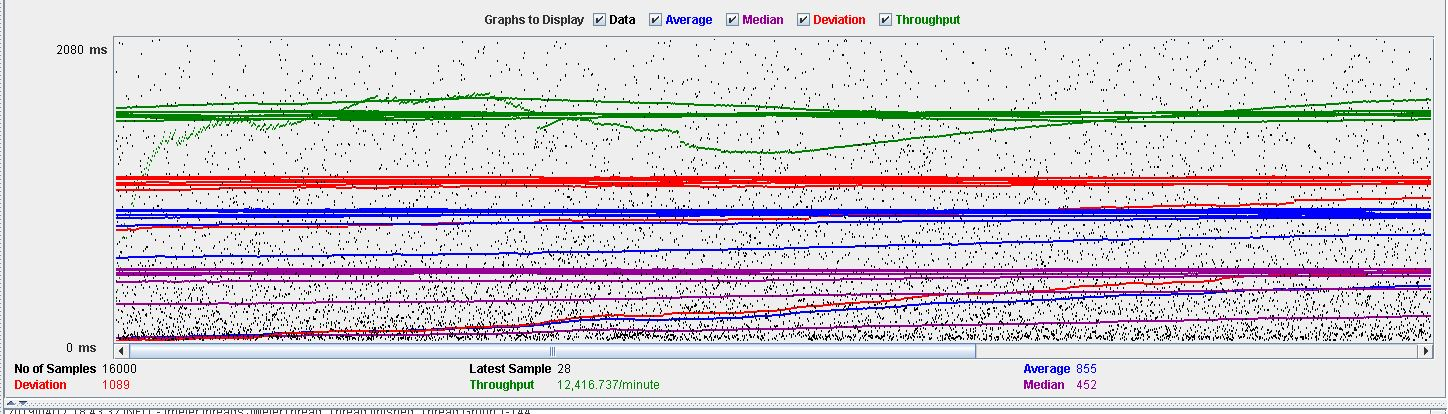 Graphs to Display Data Average Median Deviation Throughput
2080 ms
0 ms
No of Samples 16000 Latest Sample 28 Average 855
Deviation 1089 Throughput 12,416.737/minute Median 452